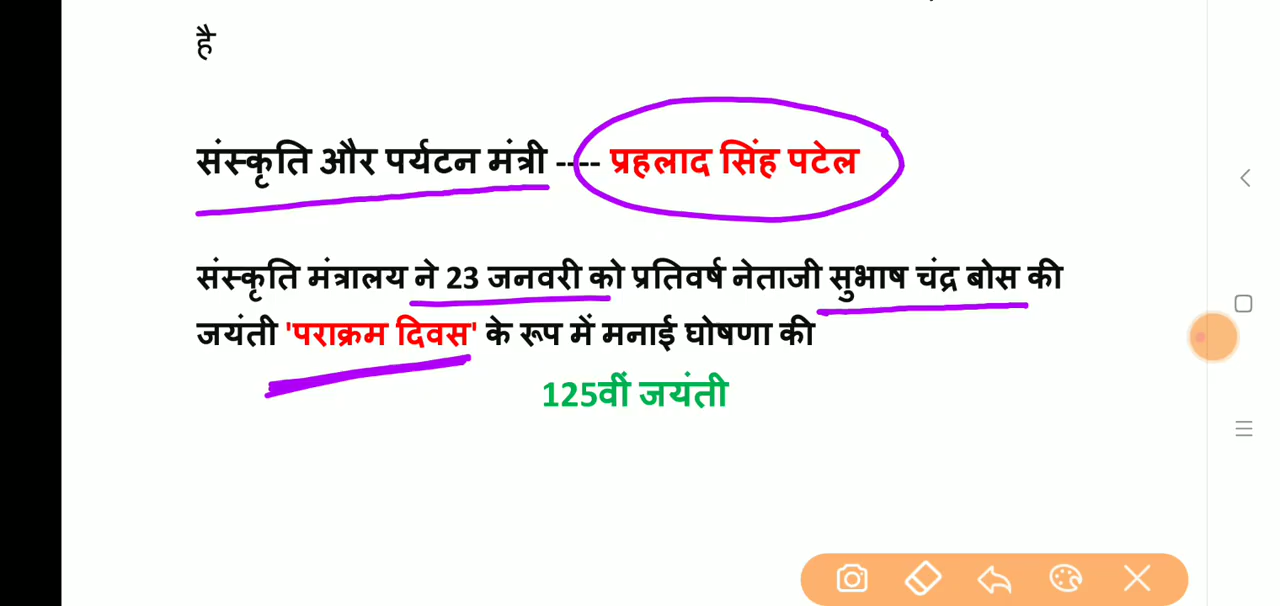 है
संस्कृति और पर्यटन मंत्री ---- प्रहलाद सिंह पटेल
संस्कृति मंत्रालय ने 23 जनवरी को प्रतिवर्ष नेताजी सुभाष चंद्र बोस की
जयंती 'पराक्रम दिवस' के रूप में मनाई घोषणा की
125वीं जयंती